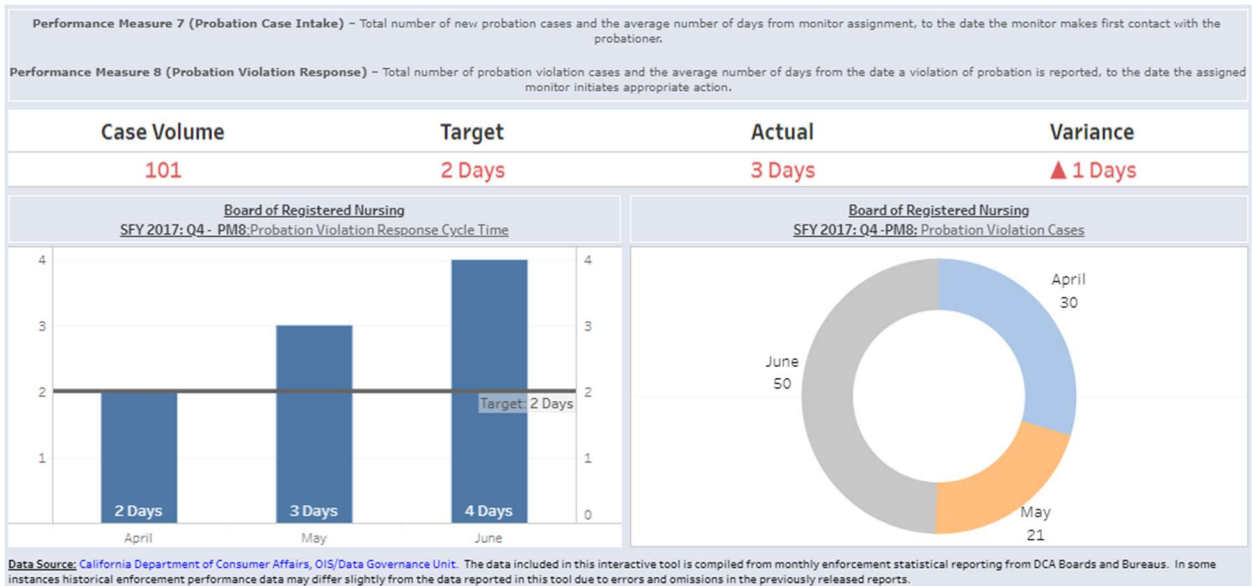 Performance Measure 7 (Probation Case Intake) – Total number of new probation cases and the average number of days from monitor assignment, to the date the monitor makes first contact with the
probationer.
Performance Measure 8 (Probation Violation Response) – Total number of probation violation cases and the average number of days from the date a violation of probation is reported, to the date the assigned
monitor initiates appropriate action.
Case Volume Target Actual Variance
101 2 Days 3 Days ▲ 1 Days
Board of Registered Nursing
SFY 2017: Q4 - PM8:Probation Violation Response Cycle Time
4
3
2
1
4
3
2
1
0
Target: 2 Days
2 Days 3 Days 4 Days
April May June
Board of Registered Nursing
SFY 2017: Q4 -PM8: Probation Violation Cases
April
30
June
50
May
21
Data Source: California Department of Consumer Affairs, OIS/Data Governance Unit. The data included in this interactive tool is compiled from monthly enforcement statistical reporting from DCA Boards and Bureaus. In some
instances historical enforcement performance data may differ slightly from the data reported in this tool due to errors and omissions in the previously released reports.